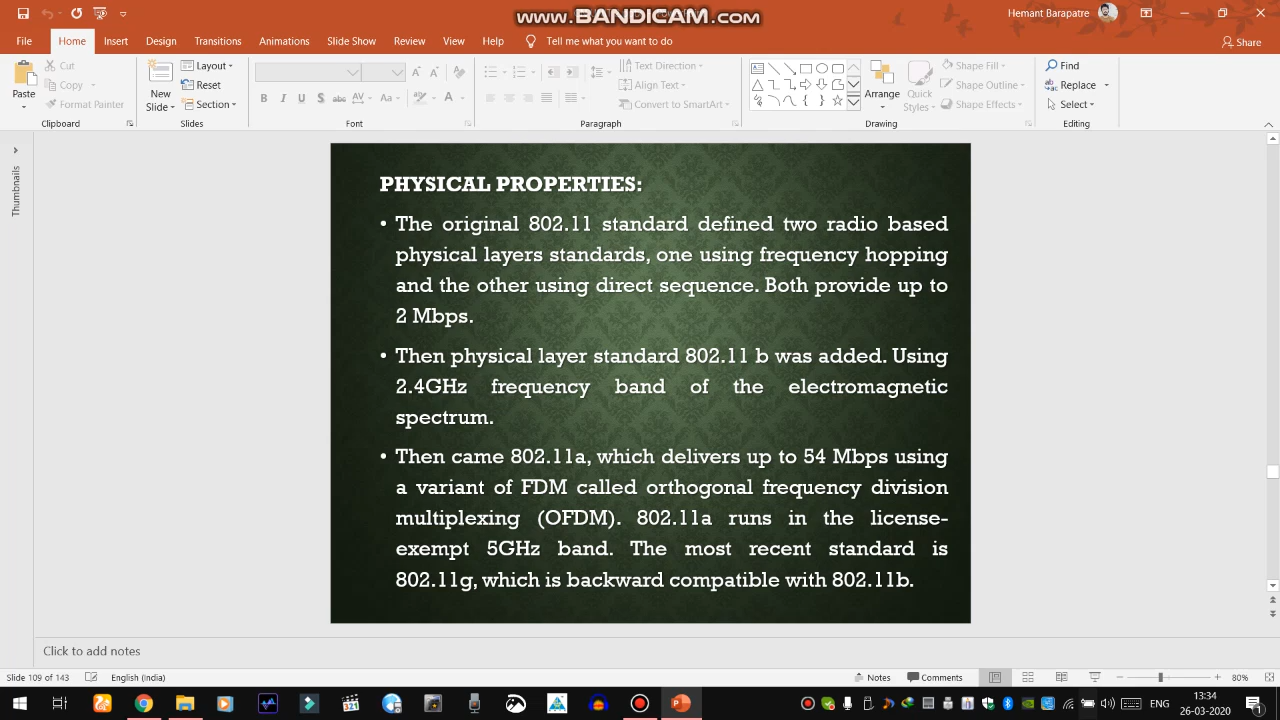 www.BANDICAM.com
Hemant Barapatre
File Home Insert Design Transitions Animations Slide Show Review View Help Tell me what you want to do Share
Paste Cut Copy Format Painter Clipboard
New Slide Layout Reset Section Slides
B I U S abc AV Aa A Font
Text Direction Align Text Convert to SmartArt Paragraph
Arrange Quick Styles Shape Fill Shape Outline Shape Effects Drawing
Find Replace Select Editing
Thumbnails
PHYSICAL PROPERTIES:
• The original 802.11 standard defined two radio based
physical layers standards, one using frequency hopping
and the other using direct sequence. Both provide up to
2 Mbps.
• Then physical layer standard 802.11 b was added. Using
2.4GHz frequency band of the electromagnetic
spectrum.
• Then came 802.11a, which delivers up to 54 Mbps using
a variant of FDM called orthogonal frequency division
multiplexing (OFDM). 802.11a runs in the license-
exempt 5GHz band. The most recent standard is
802.11g, which is backward compatible with 802.11b.
Click to add notes
Slide 109 of 143 English (India) Notes Comments 80%
ENG 13:34
26-03-2020